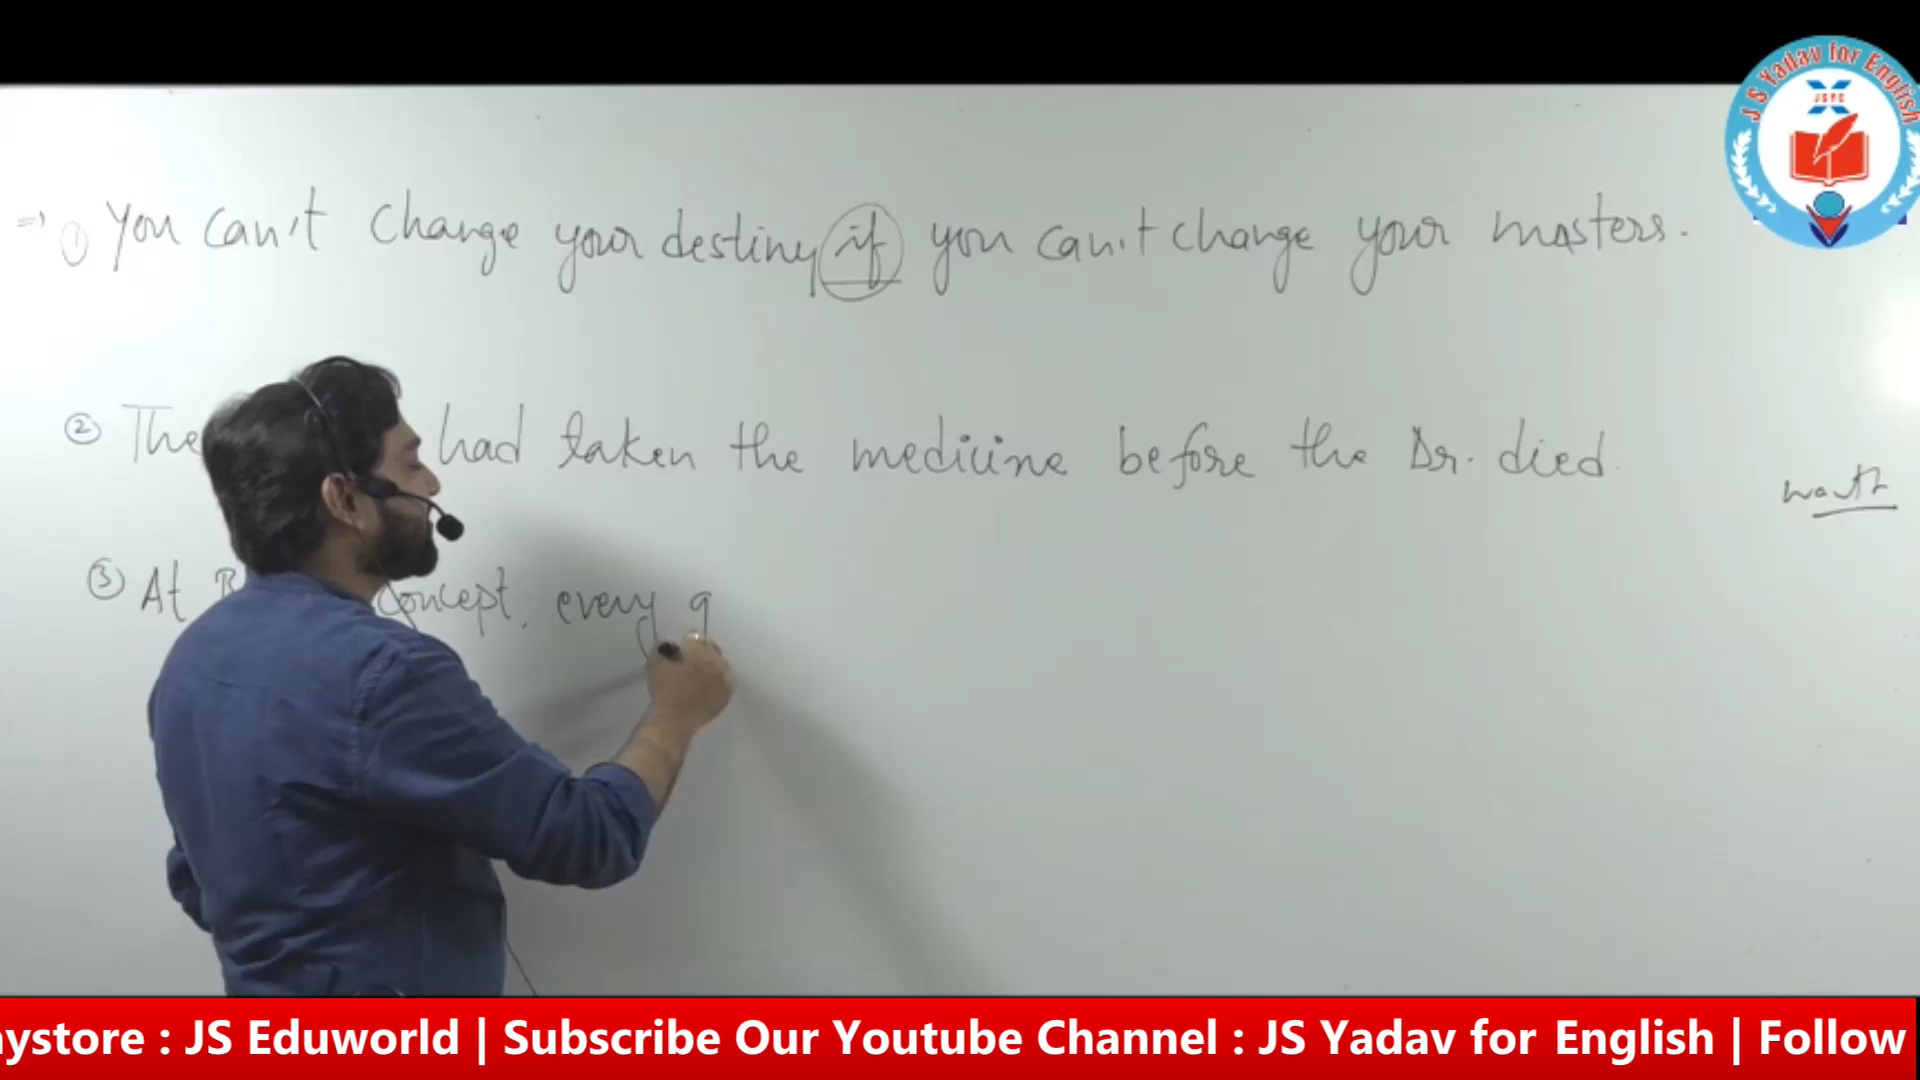 J S Yadav for English
JSYE
=> ① You can't change your destiny if you can't change your masters.
② The had taken the medicine before the Dr. died.
③ At Concept, every q
aystore : JS Eduworld | Subscribe Our Youtube Channel : JS Yadav for English | Follow